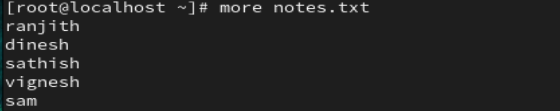 [root@localhost ~]# more notes.txt
ranjith
dinesh
sathish
vignesh
sam